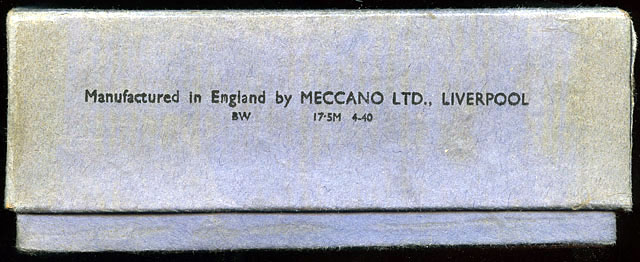 Manufactured in England by MECCANO LTD., LIVERPOOL
BW 17·5M 4-40